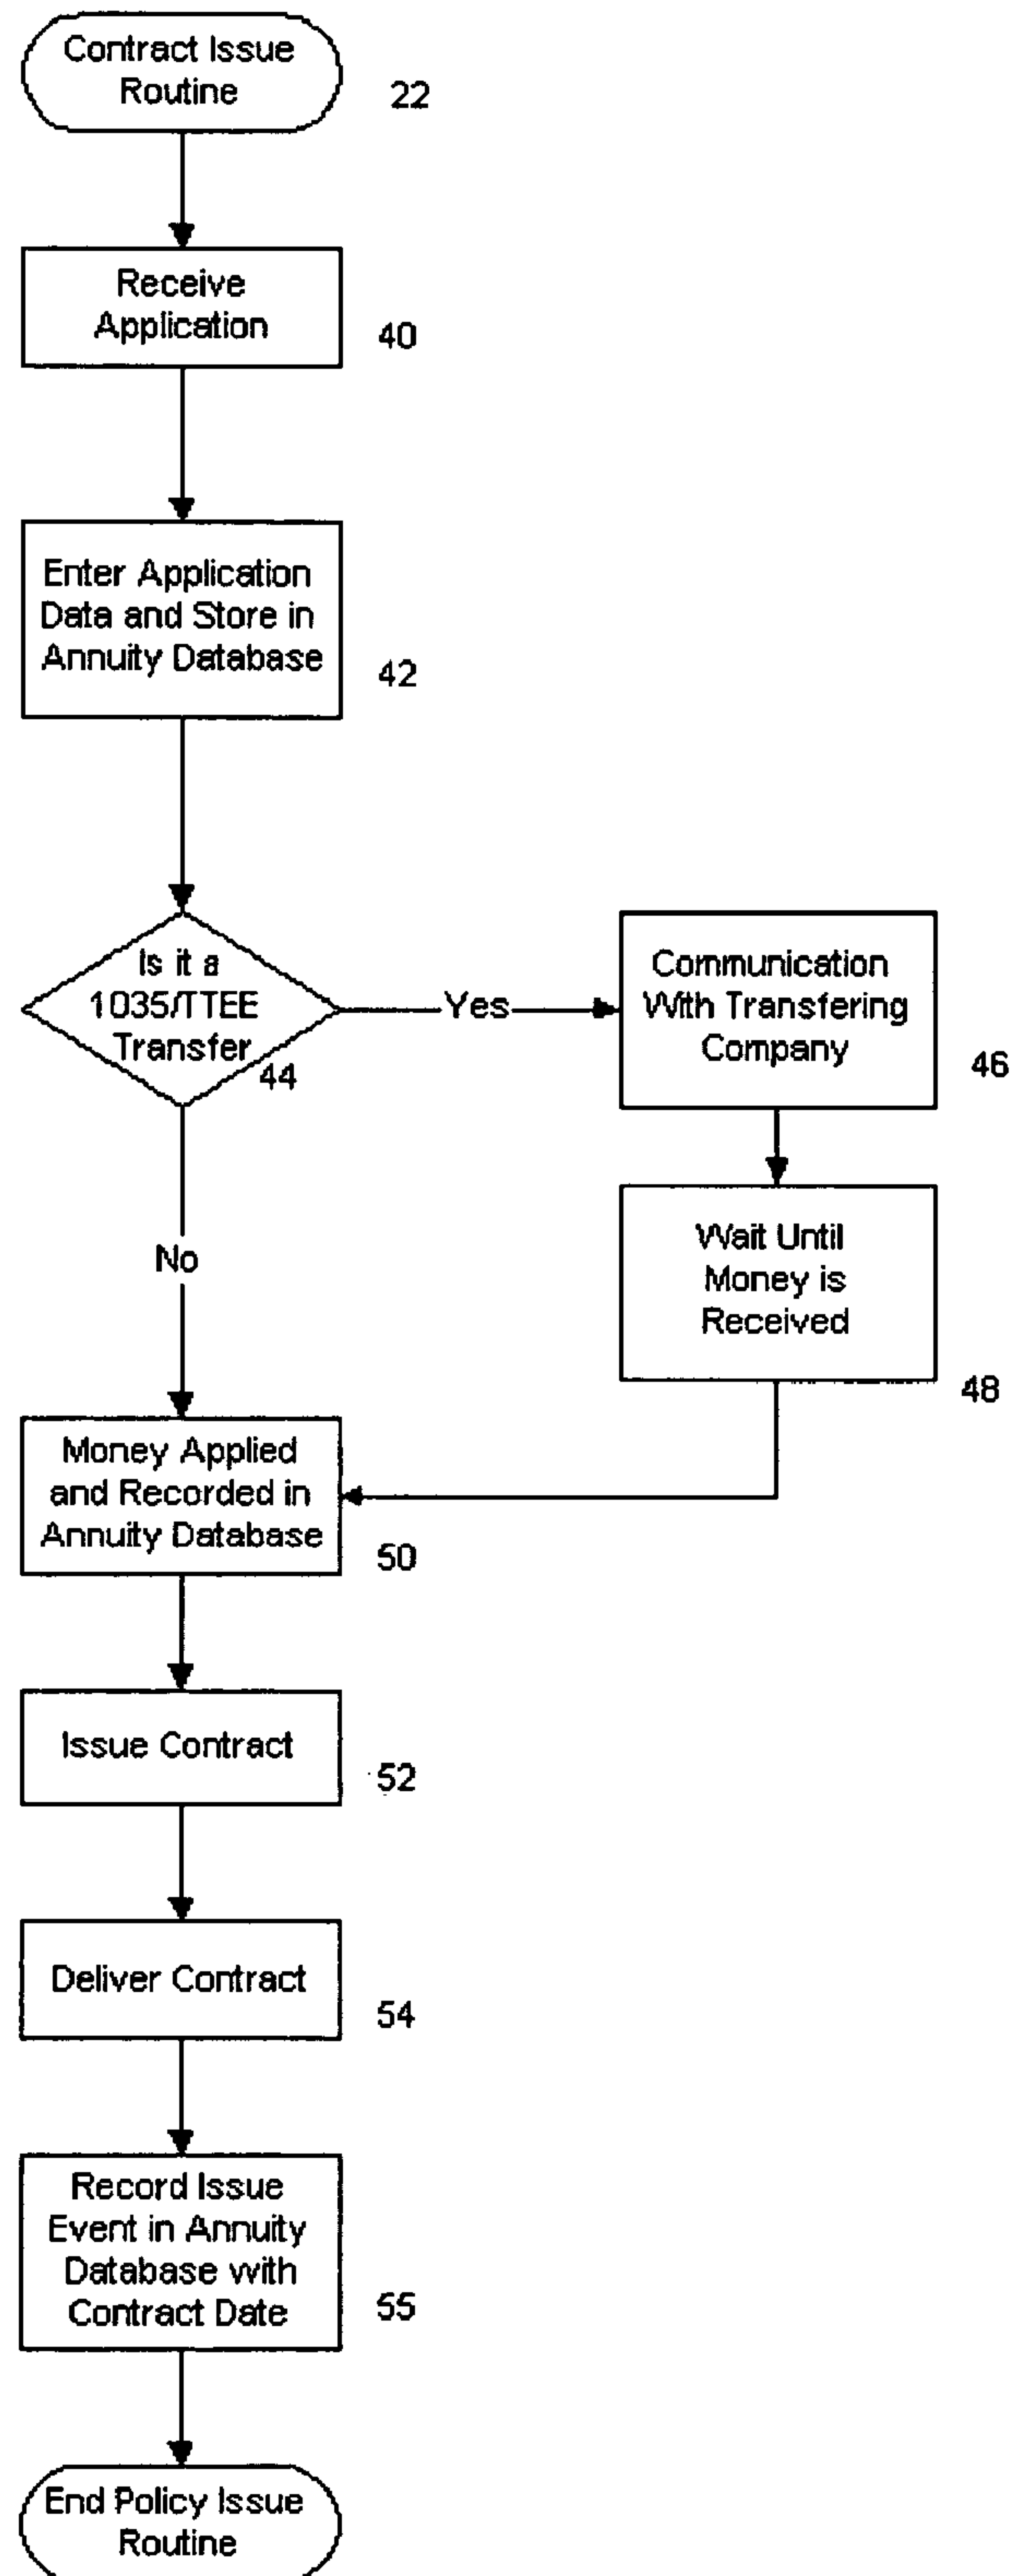 Contract Issue
Routine
22
Receive
Application
40
Enter Application
Data and Store in
Annuity Database
42
Is it a
1035/TTEE
Transfer
44
Yes
Communication
With Transfering
Company
46
Wait Until
Money is
Received
48
No
Money Applied
and Recorded in
Annuity Database
50
Issue Contract
52
Deliver Contract
54
Record Issue
Event in Annuity
Database with
Contract Date
55
End Policy Issue
Routine